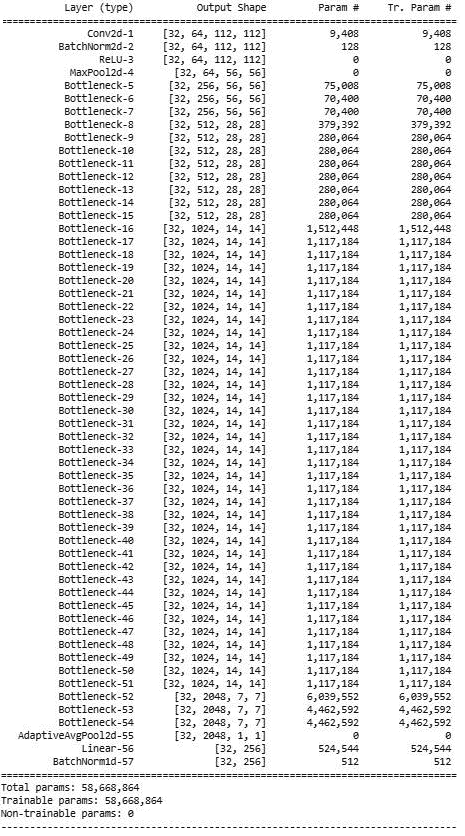 Layer (type) Output Shape Param # Tr. Param #
Conv2d-1 [32, 64, 112, 112] 9,408 9,408
BatchNorm2d-2 [32, 64, 112, 112] 128 128
ReLU-3 [32, 64, 112, 112] 0 0
MaxPool2d-4 [32, 64, 56, 56] 0 0
Bottleneck-5 [32, 256, 56, 56] 75,008 75,008
Bottleneck-6 [32, 256, 56, 56] 70,400 70,400
Bottleneck-7 [32, 256, 56, 56] 70,400 70,400
Bottleneck-8 [32, 512, 28, 28] 379,392 379,392
Bottleneck-9 [32, 512, 28, 28] 280,064 280,064
Bottleneck-10 [32, 512, 28, 28] 280,064 280,064
Bottleneck-11 [32, 512, 28, 28] 280,064 280,064
Bottleneck-12 [32, 512, 28, 28] 280,064 280,064
Bottleneck-13 [32, 512, 28, 28] 280,064 280,064
Bottleneck-14 [32, 512, 28, 28] 280,064 280,064
Bottleneck-15 [32, 512, 28, 28] 280,064 280,064
Bottleneck-16 [32, 1024, 14, 14] 1,512,448 1,512,448
Bottleneck-17 [32, 1024, 14, 14] 1,117,184 1,117,184
Bottleneck-18 [32, 1024, 14, 14] 1,117,184 1,117,184
Bottleneck-19 [32, 1024, 14, 14] 1,117,184 1,117,184
Bottleneck-20 [32, 1024, 14, 14] 1,117,184 1,117,184
Bottleneck-21 [32, 1024, 14, 14] 1,117,184 1,117,184
Bottleneck-22 [32, 1024, 14, 14] 1,117,184 1,117,184
Bottleneck-23 [32, 1024, 14, 14] 1,117,184 1,117,184
Bottleneck-24 [32, 1024, 14, 14] 1,117,184 1,117,184
Bottleneck-25 [32, 1024, 14, 14] 1,117,184 1,117,184
Bottleneck-26 [32, 1024, 14, 14] 1,117,184 1,117,184
Bottleneck-27 [32, 1024, 14, 14] 1,117,184 1,117,184
Bottleneck-28 [32, 1024, 14, 14] 1,117,184 1,117,184
Bottleneck-29 [32, 1024, 14, 14] 1,117,184 1,117,184
Bottleneck-30 [32, 1024, 14, 14] 1,117,184 1,117,184
Bottleneck-31 [32, 1024, 14, 14] 1,117,184 1,117,184
Bottleneck-32 [32, 1024, 14, 14] 1,117,184 1,117,184
Bottleneck-33 [32, 1024, 14, 14] 1,117,184 1,117,184
Bottleneck-34 [32, 1024, 14, 14] 1,117,184 1,117,184
Bottleneck-35 [32, 1024, 14, 14] 1,117,184 1,117,184
Bottleneck-36 [32, 1024, 14, 14] 1,117,184 1,117,184
Bottleneck-37 [32, 1024, 14, 14] 1,117,184 1,117,184
Bottleneck-38 [32, 1024, 14, 14] 1,117,184 1,117,184
Bottleneck-39 [32, 1024, 14, 14] 1,117,184 1,117,184
Bottleneck-40 [32, 1024, 14, 14] 1,117,184 1,117,184
Bottleneck-41 [32, 1024, 14, 14] 1,117,184 1,117,184
Bottleneck-42 [32, 1024, 14, 14] 1,117,184 1,117,184
Bottleneck-43 [32, 1024, 14, 14] 1,117,184 1,117,184
Bottleneck-44 [32, 1024, 14, 14] 1,117,184 1,117,184
Bottleneck-45 [32, 1024, 14, 14] 1,117,184 1,117,184
Bottleneck-46 [32, 1024, 14, 14] 1,117,184 1,117,184
Bottleneck-47 [32, 1024, 14, 14] 1,117,184 1,117,184
Bottleneck-48 [32, 1024, 14, 14] 1,117,184 1,117,184
Bottleneck-49 [32, 1024, 14, 14] 1,117,184 1,117,184
Bottleneck-50 [32, 1024, 14, 14] 1,117,184 1,117,184
Bottleneck-51 [32, 1024, 14, 14] 1,117,184 1,117,184
Bottleneck-52 [32, 2048, 7, 7] 6,039,552 6,039,552
Bottleneck-53 [32, 2048, 7, 7] 4,462,592 4,462,592
Bottleneck-54 [32, 2048, 7, 7] 4,462,592 4,462,592
AdaptiveAvgPool2d-55 [32, 2048, 1, 1] 0 0
Linear-56 [32, 256] 524,544 524,544
BatchNorm1d-57 [32, 256] 512 512
Total params: 58,668,864
Trainable params: 58,668,864
Non-trainable params: 0